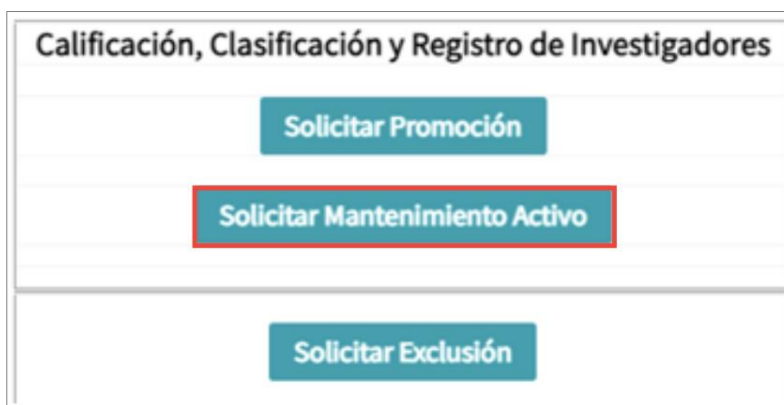 Calificación, Clasificación y Registro de Investigadores
Solicitar Promoción
Solicitar Mantenimiento Activo
Solicitar Exclusión